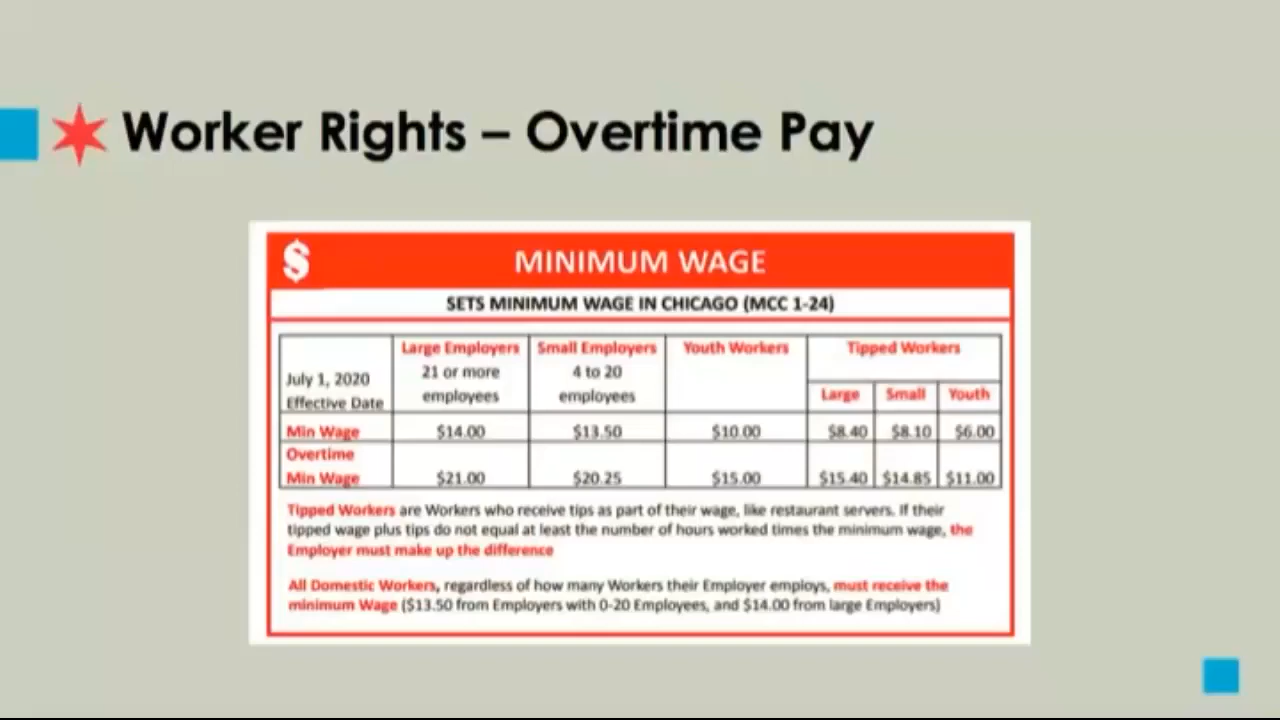 Worker Rights – Overtime Pay
$ MINIMUM WAGE
SETS MINIMUM WAGE IN CHICAGO (MCC 1-24)
July 1, 2020 Effective Date
Large Employers 21 or more employees
Small Employers 4 to 20 employees
Youth Workers
Tipped Workers
Large Small Youth
Min Wage $14.00 $13.50 $10.00 $8.40 $8.10 $6.00
Overtime
Min Wage $21.00 $20.25 $15.00 $15.40 $14.85 $11.00
Tipped Workers are Workers who receive tips as part of their wage, like restaurant servers. If their
tipped wage plus tips do not equal at least the number of hours worked times the minimum wage, the
Employer must make up the difference
All Domestic Workers, regardless of how many Workers their Employer employs, must receive the
minimum Wage ($13.50 from Employers with 0-20 Employees, and $14.00 from large Employers)